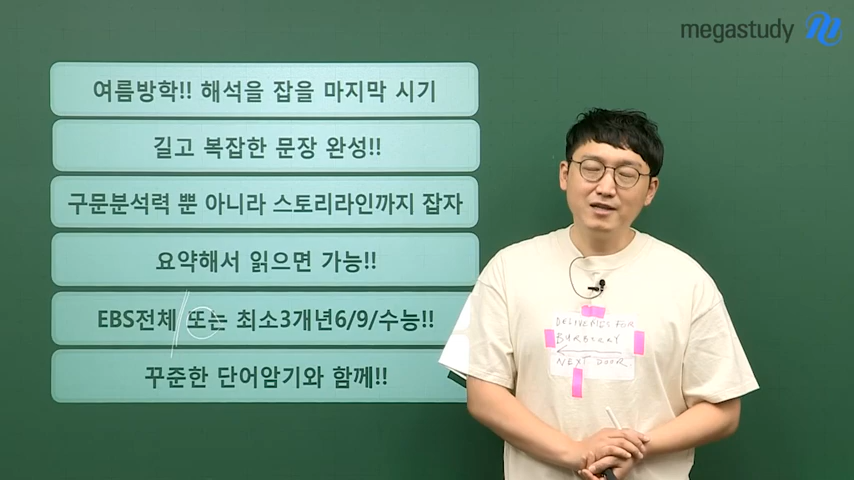 megastudy
여름방학!! 해석을 잡을 마지막 시기
길고 복잡한 문장 완성!!
구문분석력 뿐 아니라 스토리라인까지 잡자
요약해서 읽으면 가능!!
EBS전체 또는 최소3개년6/9/수능!!
꾸준한 단어암기와 함께!!
DELIVERIES FOR
BURBERRY
NEXT DOOR.